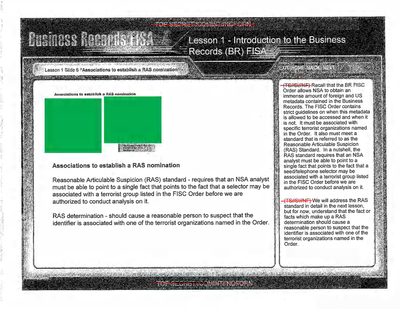 TOP SECRET//COMINT//NOFORN
Business Records FISA
Lesson 1 - Introduction to the Business
Records (BR) FISA
Lesson 1 Slide 5 "Associations to establish a RAS nomination"
Associations to establish a RAS nomination
Associations to establish a RAS nomination
Reasonable Articulable Suspicion (RAS) standard - requires that an NSA analyst
must be able to point to a single fact that points to the fact that a selector may be
associated with a terrorist group listed in the FISC Order before we are
authorized to conduct analysis on it.
RAS determination - should cause a reasonable person to suspect that the
identifier is associated with one of the terrorist organizations named in the Order.
(TS//SI//NF) Recall that the BR FISC
Order allows NSA to obtain an
immense amount of foreign and US
metadata contained in the Business
Records. The FISC Order contains
strict guidelines on when this metadata
is allowed to be accessed and when it
is not. It must be associated with
specific terrorist organizations named
in the Order. It also must meet a
standard that is referred to as the
Reasonable Articulable Suspicion
(RAS) Standard. In a nutshell, the
RAS standard requires that an NSA
analyst must be able to point to a
single fact that points to the fact that a
seed/telephone selector may be
associated with a terrorist group listed
in the FISC Order before we are
authorized to conduct analysis on it.
(TS//SI//NF) We will address the RAS
standard in detail in the next lesson,
but for now, understand that the fact or
facts which make up a RAS
determination should cause a
reasonable person to suspect that the
identifier is associated with one of the
terrorist organizations named in the
Order.
TOP SECRET//COMINT//NOFORN